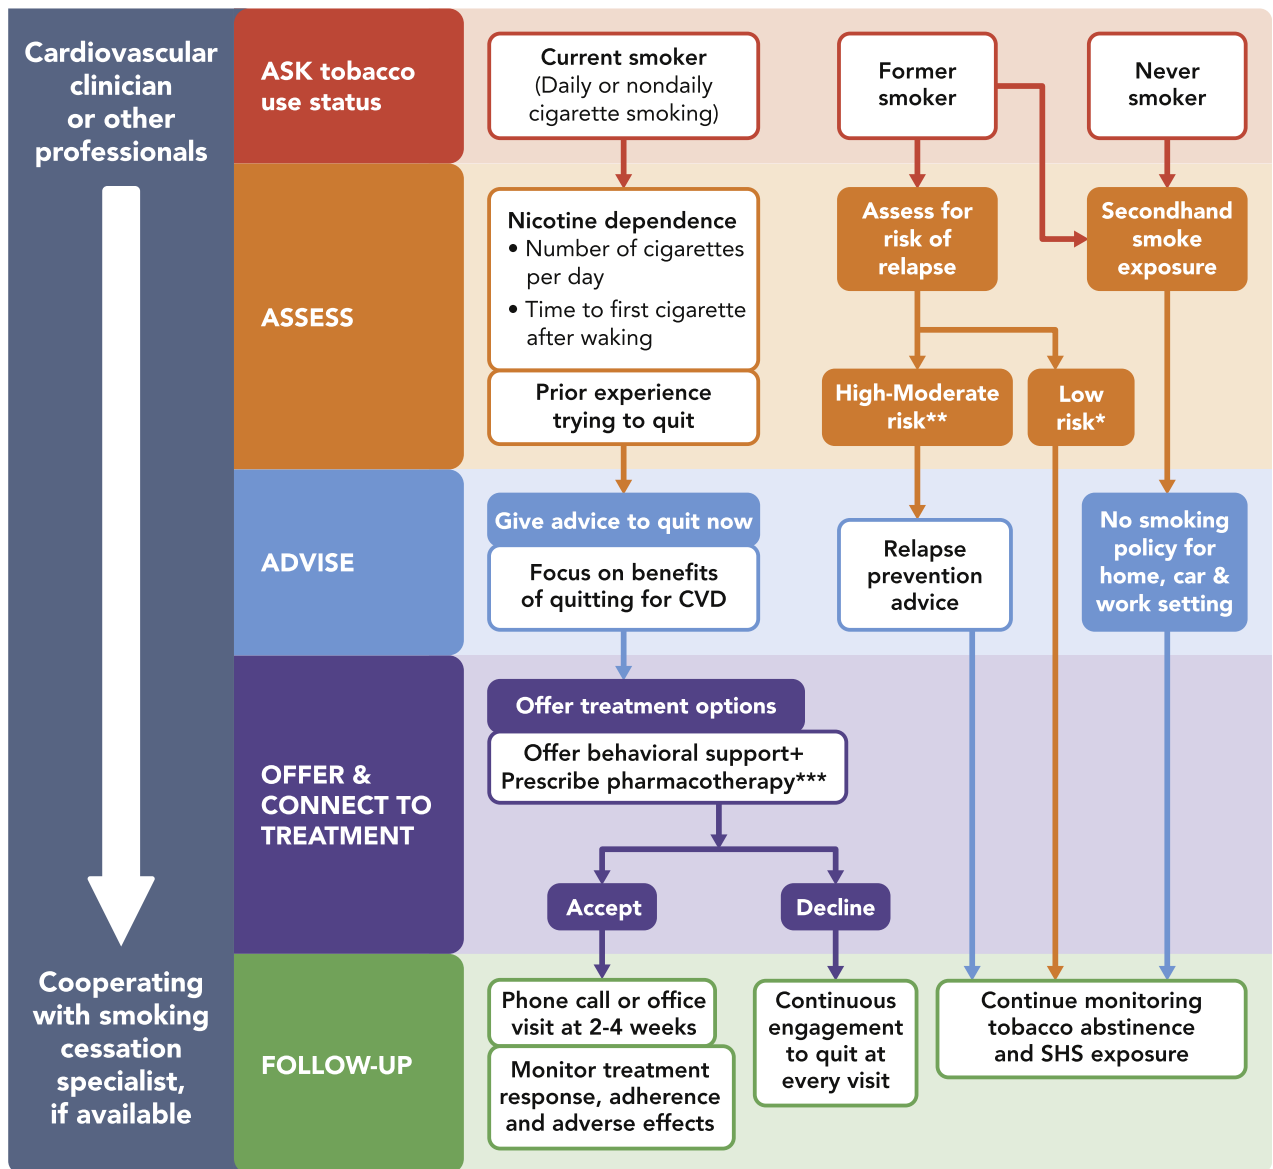 Cardiovascular
clinician
or other
professionals
Cooperating
with smoking
cessation
specialist,
if available
ASK tobacco
use status
Current smoker
(Daily or nondaily
cigarette smoking)
Former
smoker
Never
smoker
ASSESS
Nicotine dependence
• Number of cigarettes
per day
• Time to first cigarette
after waking
Prior experience
trying to quit
Assess for
risk of
relapse
Secondhand
smoke
exposure
High-Moderate
risk**
Low
risk*
ADVISE
Give advice to quit now
Focus on benefits
of quitting for CVD
Relapse
prevention
advice
No smoking
policy for
home, car &
work setting
OFFER &
CONNECT TO
TREATMENT
Offer treatment options
Offer behavioral support+
Prescribe pharmacotherapy***
Accept
Decline
FOLLOW-UP
Phone call or office
visit at 2-4 weeks
Monitor treatment
response, adherence
and adverse effects
Continuous
engagement
to quit at
every visit
Continue monitoring
tobacco abstinence
and SHS exposure